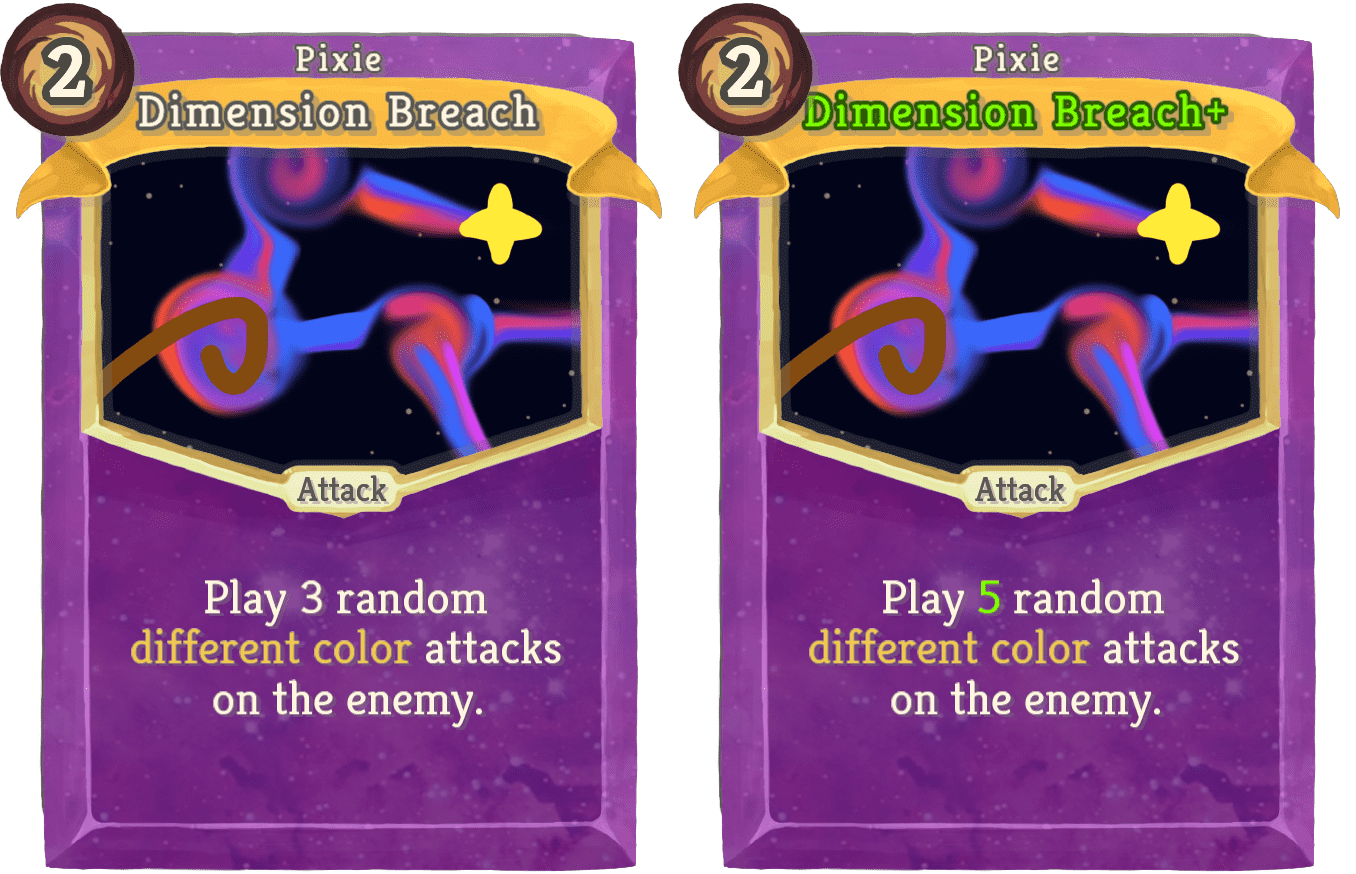 2
Pixie
Dimension Breach
Attack
Play 3 random
different color attacks
on the enemy.
2
Pixie
Dimension Breach+
Attack
Play 5 random
different color attacks
on the enemy.